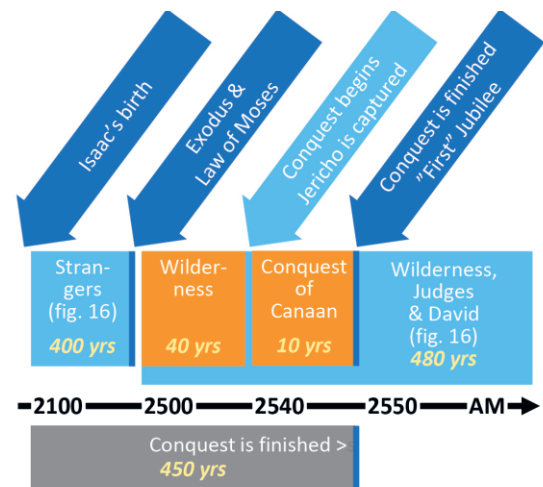 Isaac's birth
Exodus &
Law of Moses
Conquest begins
Jericho is captured
Conquest is finished
"First" Jubilee
Stran-
gers
(fig. 16)
400 yrs
Wilder-
ness
40 yrs
Conquest
of
Canaan
10 yrs
Wilderness,
Judges
& David
(fig. 16)
480 yrs
2100 2500 2540 2550 AM
Conquest is finished >
450 yrs